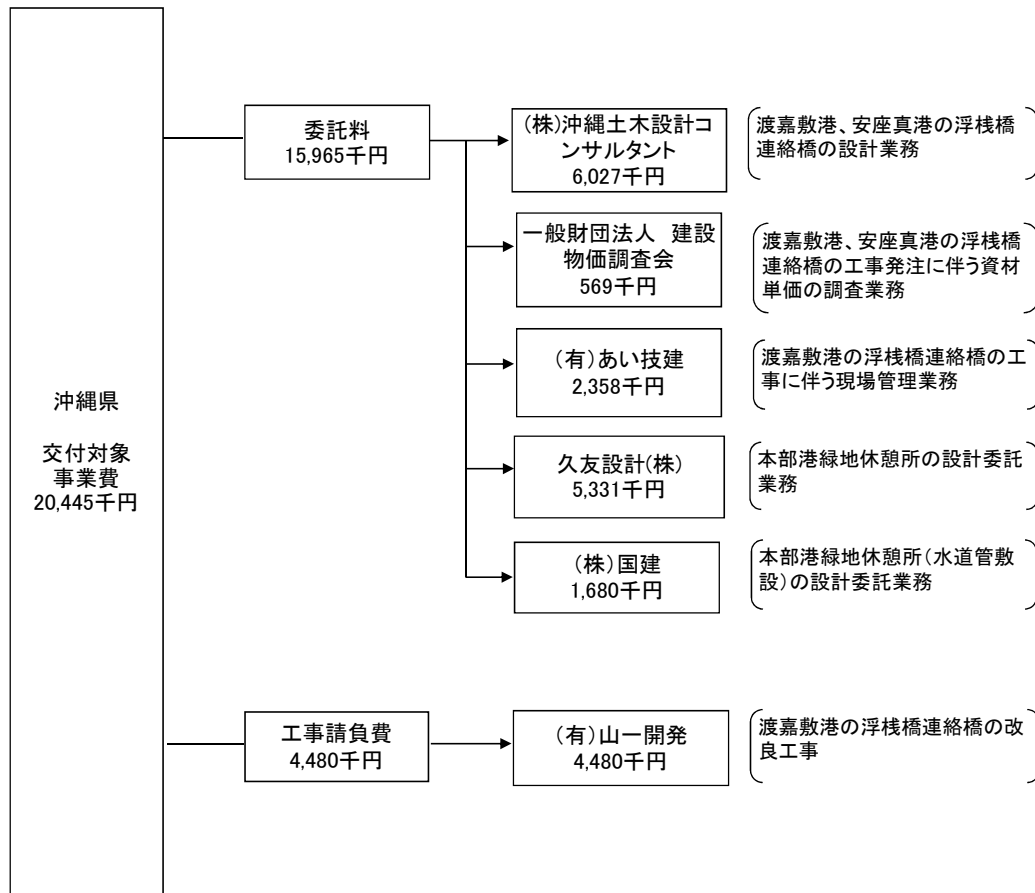 沖縄県
交付対象
事業費
20,445千円
委託料
15,965千円
(株)沖縄土木設計コ
ンサルタント
6,027千円
渡嘉敷港、安座真港の浮桟橋
連絡橋の設計業務
一般財団法人　建設
物価調査会
569千円
渡嘉敷港、安座真港の浮桟橋
連絡橋の工事発注に伴う資材
単価の調査業務
(有)あい技建
2,358千円
渡嘉敷港の浮桟橋連絡橋の工
事に伴う現場管理業務
久友設計(株)
5,331千円
本部港緑地休憩所の設計委託
業務
(株)国建
1,680千円
本部港緑地休憩所(水道管敷
設)の設計委託業務
工事請負費
4,480千円
(有)山一開発
4,480千円
渡嘉敷港の浮桟橋連絡橋の改
良工事